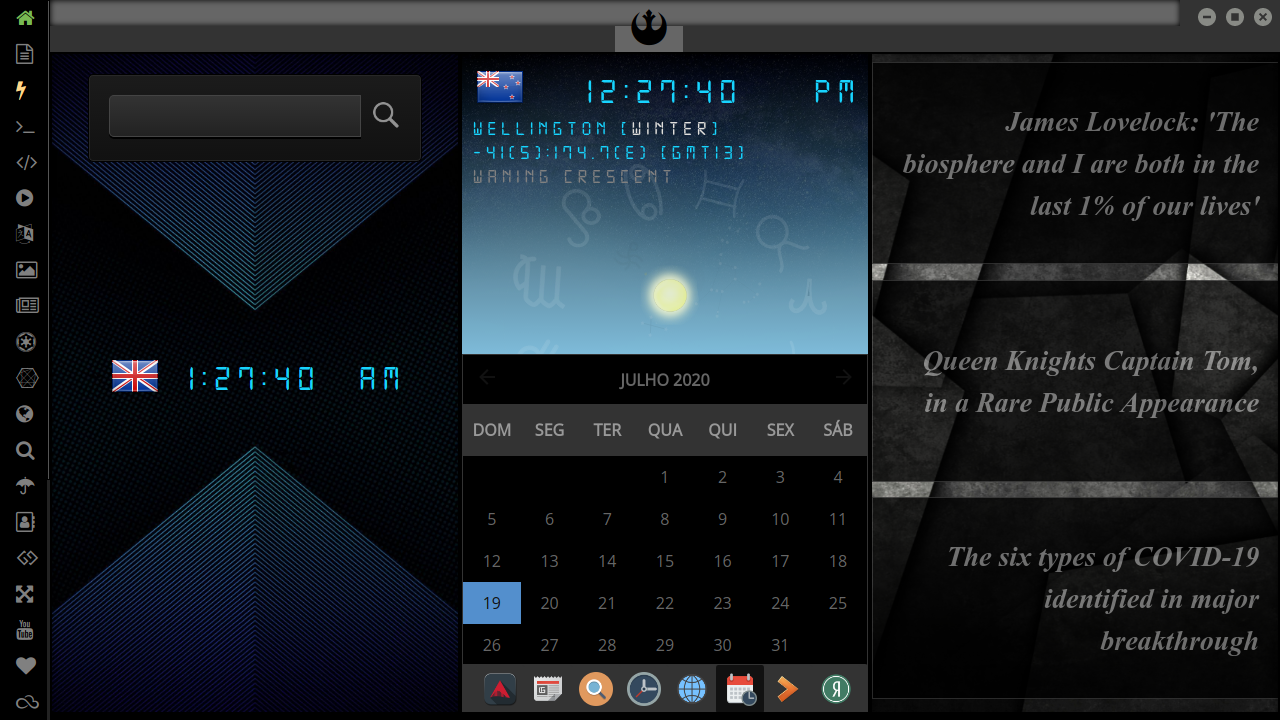 1:27:40 AM
12:27:40 PM
WELLINGTON (WINTER)
-41(S):174.7(E) (GMT13)
WANING CRESCENT
JULHO 2020
DOM SEG TER QUA QUI SEX SÁB
1 2 3 4
5 6 7 8 9 10 11
12 13 14 15 16 17 18
19 20 21 22 23 24 25
26 27 28 29 30 31
James Lovelock: 'The
biosphere and I are both in the
last 1% of our lives'
Queen Knights Captain Tom,
in a Rare Public Appearance
The six types of COVID-19
identified in major
breakthrough